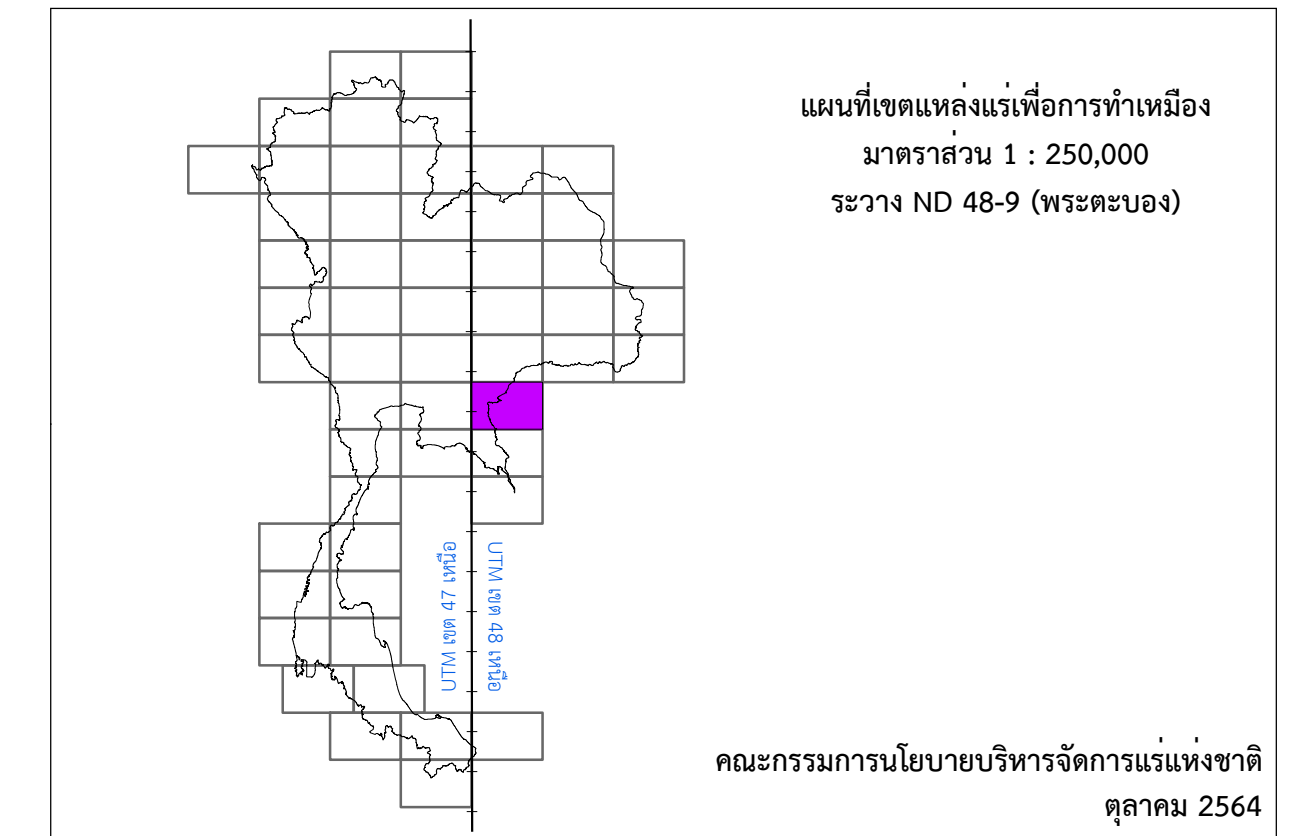 แผนที่เขตแหล่งแร่เพื่อการทำเหมือง
มาตราส่วน 1 : 250,000
ระวาง ND 48-9 (พระตะบอง)
UTM เขต 47 เหนือ
UTM เขต 48 เหนือ
คณะกรรมการนโยบายบริหารจัดการแร่แห่งชาติ
ตุลาคม 2564